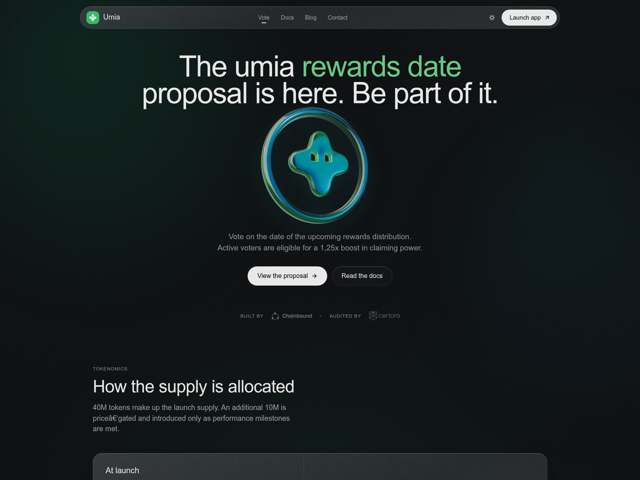 Umia
Vote Docs Blog Contact
Launch app
The umia rewards date
proposal is here. Be part of it.
Vote on the date of the upcoming rewards distribution.
Active voters are eligible for a 1.25x boost in claiming power.
View the proposal
Read the docs
BUILT BY Chainbound AUDITED BY CERTORA
TOKENOMICS
How the supply is allocated
40M tokens make up the launch supply. An additional 10M is
priceâ€'gated and introduced only as performance milestones
are met.
At launch